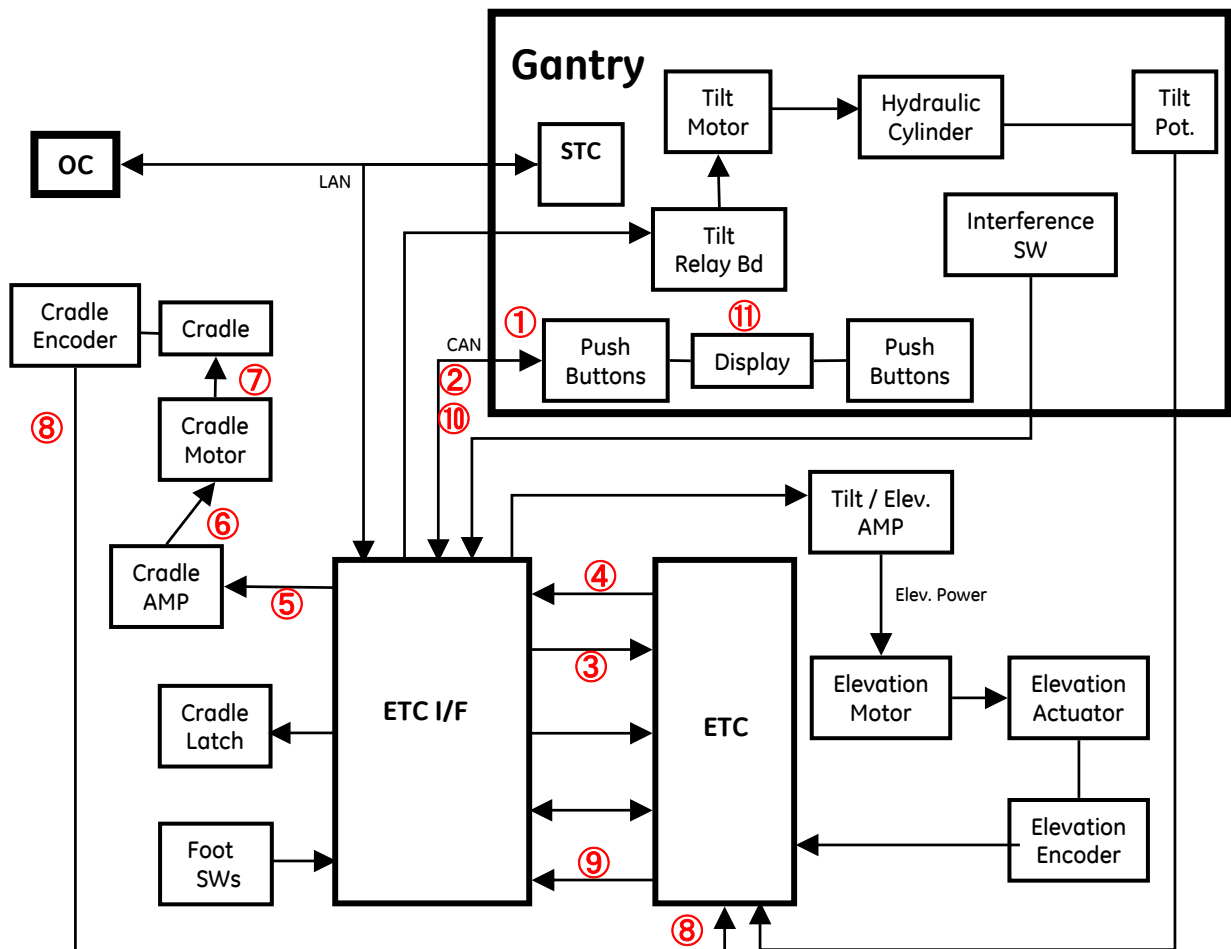 Gantry
Tilt
Motor
Hydraulic
Cylinder
Tilt
Pot.
OC
LAN
STC
Tilt
Relay Bd
Interference
SW
Cradle
Encoder
Cradle
①
⑪
CAN
Push
Buttons
Display
Push
Buttons
②
⑦
⑧
⑩
Cradle
Motor
⑥
Tilt / Elev.
AMP
Cradle
AMP
⑤
④
Elev. Power
③
Cradle
Latch
ETC I/F
ETC
Elevation
Motor
Elevation
Actuator
Foot
SWs
⑨
Elevation
Encoder
⑧